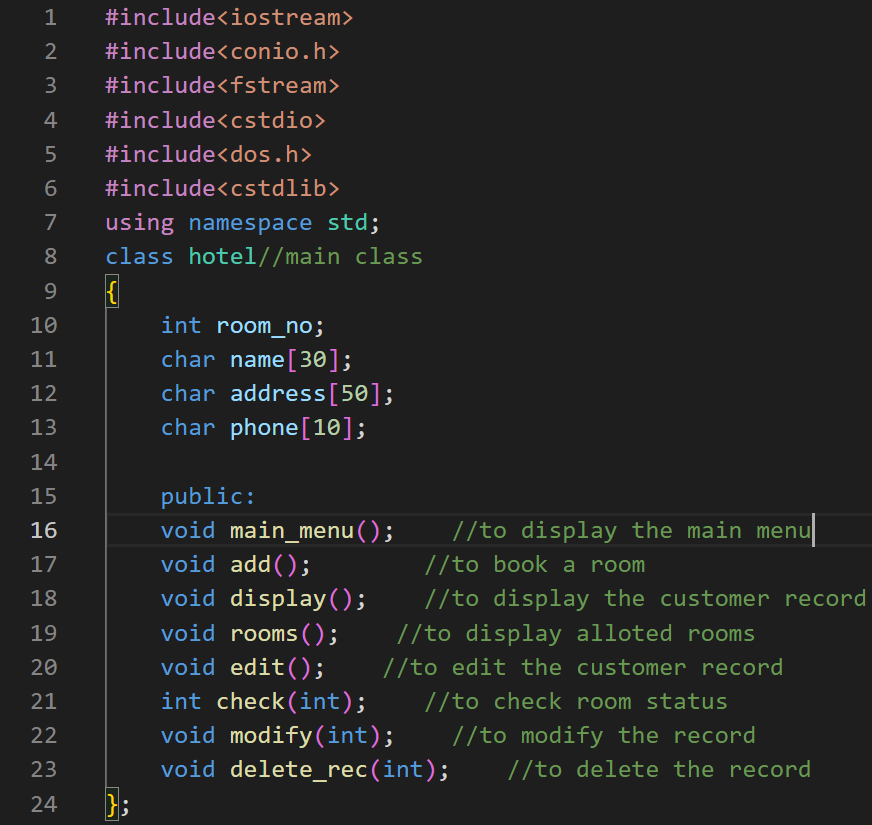 1 #include<iostream>
2 #include<conio.h>
3 #include<fstream>
4 #include<cstdio>
5 #include<dos.h>
6 #include<cstdlib>
7 using namespace std;
8 class hotel//main class
9 {
10     int room_no;
11     char name[30];
12     char address[50];
13     char phone[10];
14
15     public:
16     void main_menu();    //to display the main menu
17     void add();        //to book a room
18     void display();    //to display the customer record
19     void rooms();    //to display alloted rooms
20     void edit();    //to edit the customer record
21     int check(int);    //to check room status
22     void modify(int);    //to modify the record
23     void delete_rec(int);    //to delete the record
24 };